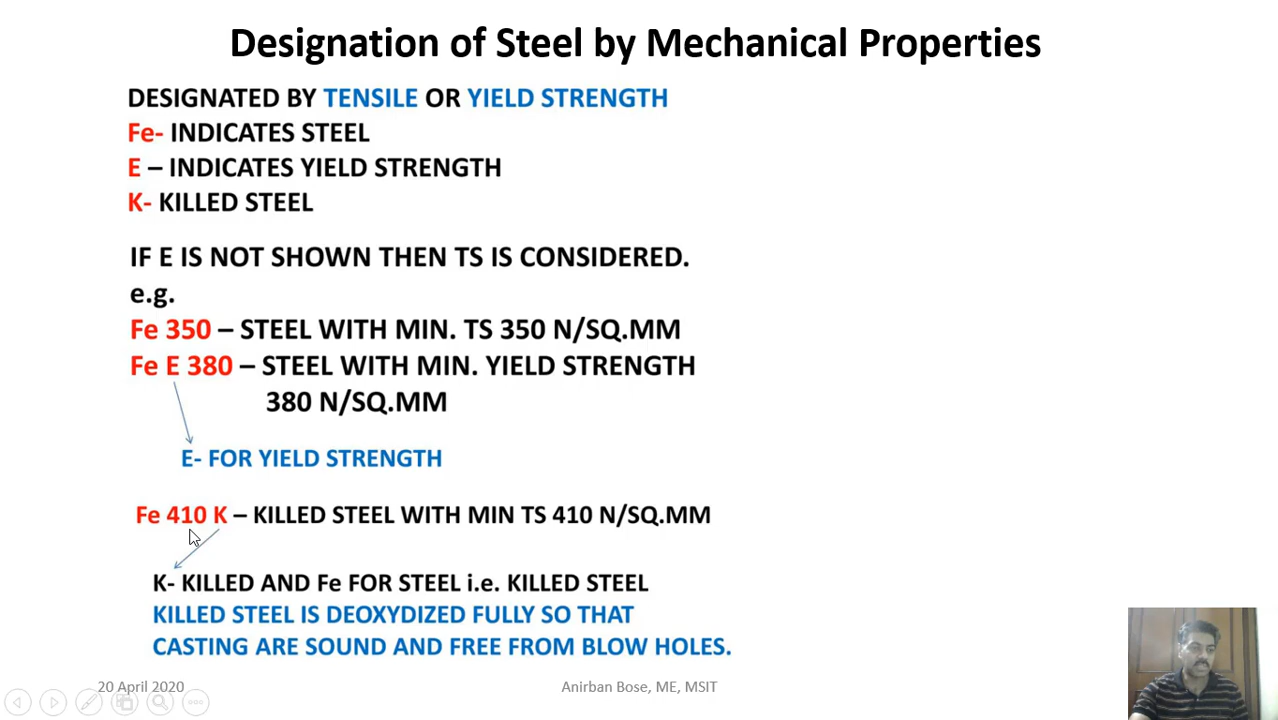 Designation of Steel by Mechanical Properties
DESIGNATED BY TENSILE OR YIELD STRENGTH
Fe- INDICATES STEEL
E – INDICATES YIELD STRENGTH
K- KILLED STEEL
IF E IS NOT SHOWN THEN TS IS CONSIDERED.
e.g.
Fe 350 – STEEL WITH MIN. TS 350 N/SQ.MM
Fe E 380 – STEEL WITH MIN. YIELD STRENGTH
380 N/SQ.MM
E- FOR YIELD STRENGTH
Fe 410 K – KILLED STEEL WITH MIN TS 410 N/SQ.MM
K- KILLED AND Fe FOR STEEL i.e. KILLED STEEL
KILLED STEEL IS DEOXYDIZED FULLY SO THAT
CASTING ARE SOUND AND FREE FROM BLOW HOLES.
20 April 2020
Anirban Bose, ME, MSIT